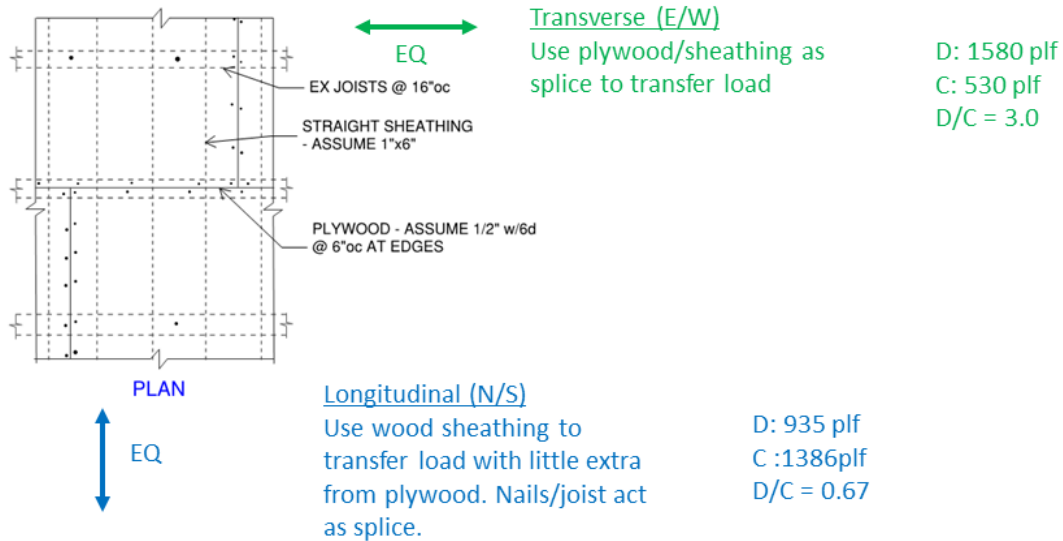 Transverse (E/W)
EQ
Use plywood/sheathing as
splice to transfer load
D: 1580 plf
C: 530 plf
D/C = 3.0
EX JOISTS @ 16"oc
STRAIGHT SHEATHING
- ASSUME 1"x6"
PLYWOOD - ASSUME 1/2" w/6d
@ 6"oc AT EDGES
PLAN
EQ
Longitudinal (N/S)
Use wood sheathing to
transfer load with little extra
from plywood. Nails/joist act
as splice.
D: 935 plf
C :1386plf
D/C = 0.67